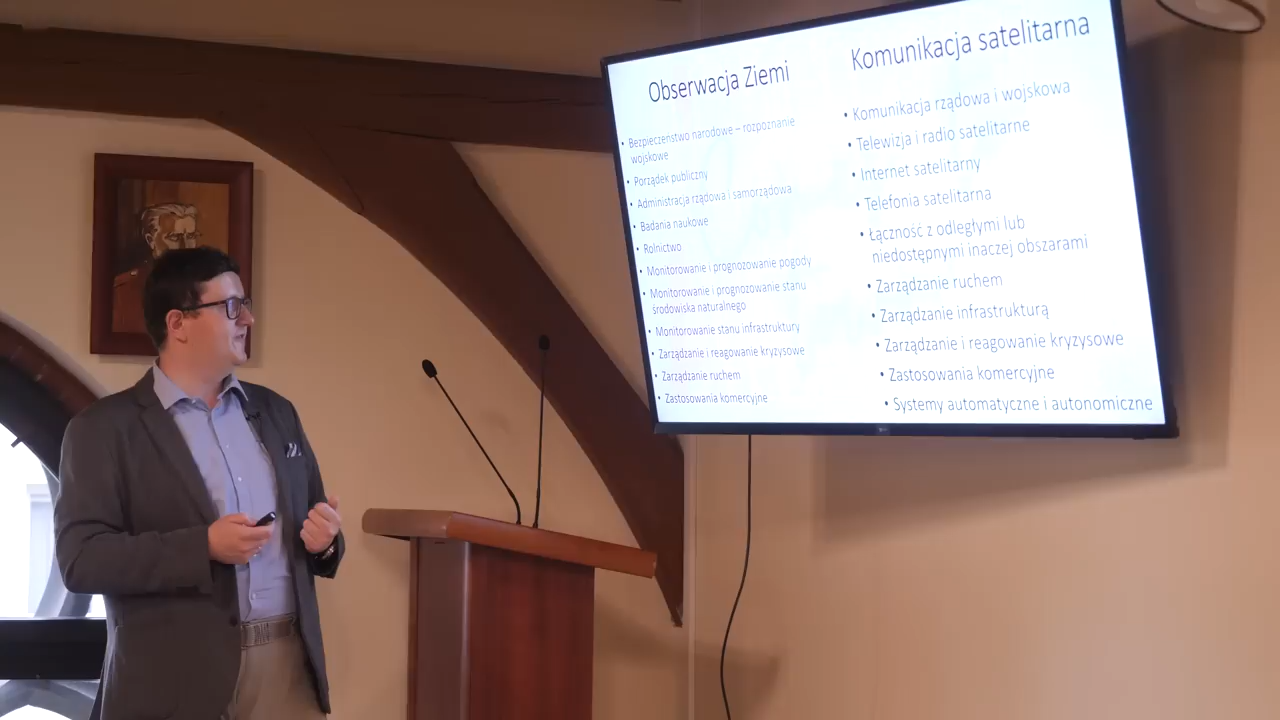 Obserwacja Ziemi
• Bezpieczeństwo narodowe – rozpoznanie
wojskowe
• Porządek publiczny
• Administracja rządowa i samorządowa
• Badania naukowe
• Rolnictwo
• Monitorowanie i prognozowanie pogody
• Monitorowanie i prognozowanie stanu
środowiska naturalnego
• Monitorowanie stanu infrastruktury
• Zarządzanie i reagowanie kryzysowe
• Zarządzanie ruchem
• Zastosowania komercyjne
Komunikacja satelitarna
• Komunikacja rządowa i wojskowa
• Telewizja i radio satelitarne
• Internet satelitarny
• Telefonia satelitarna
• Łączność z odległymi lub
niedostępnymi inaczej obszarami
• Zarządzanie ruchem
• Zarządzanie infrastrukturą
• Zarządzanie i reagowanie kryzysowe
• Zastosowania komercyjne
• Systemy automatyczne i autonomiczne